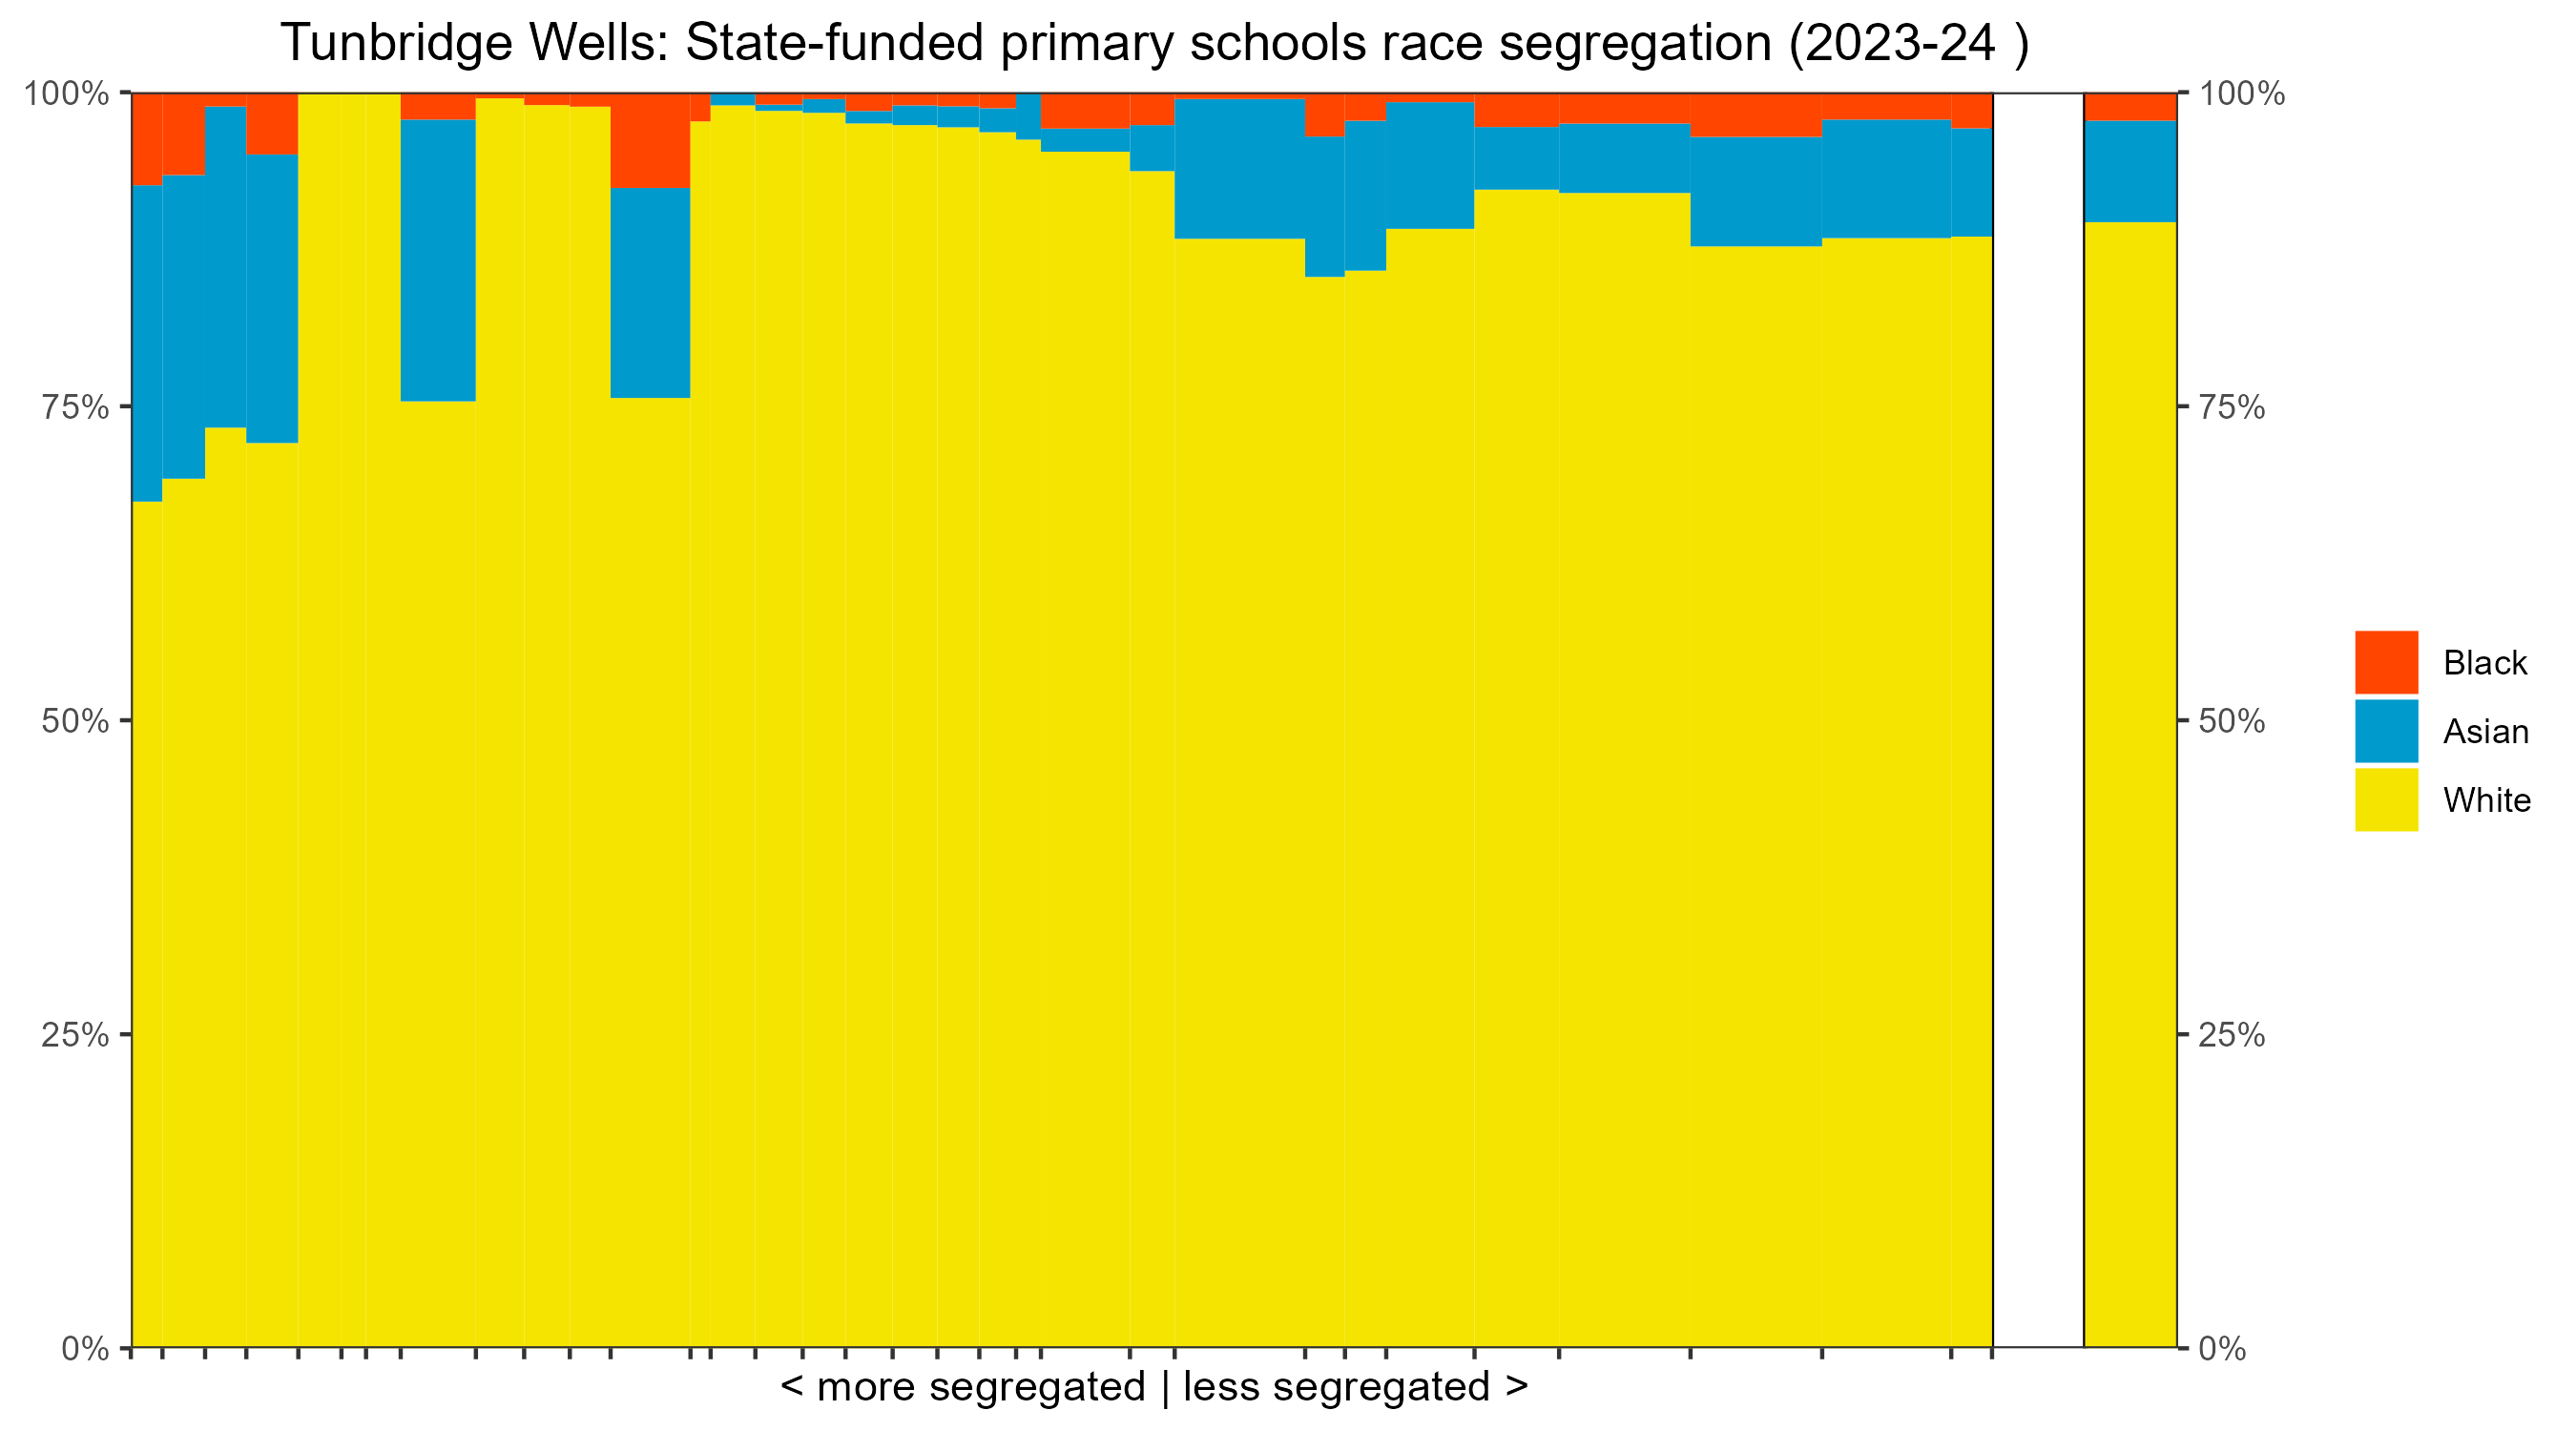 Tunbridge Wells: State-funded primary schools race segregation (2023-24 )
100%
75%
50%
25%
0%
100%
75%
50%
25%
0%
Black
Asian
White
< more segregated | less segregated >